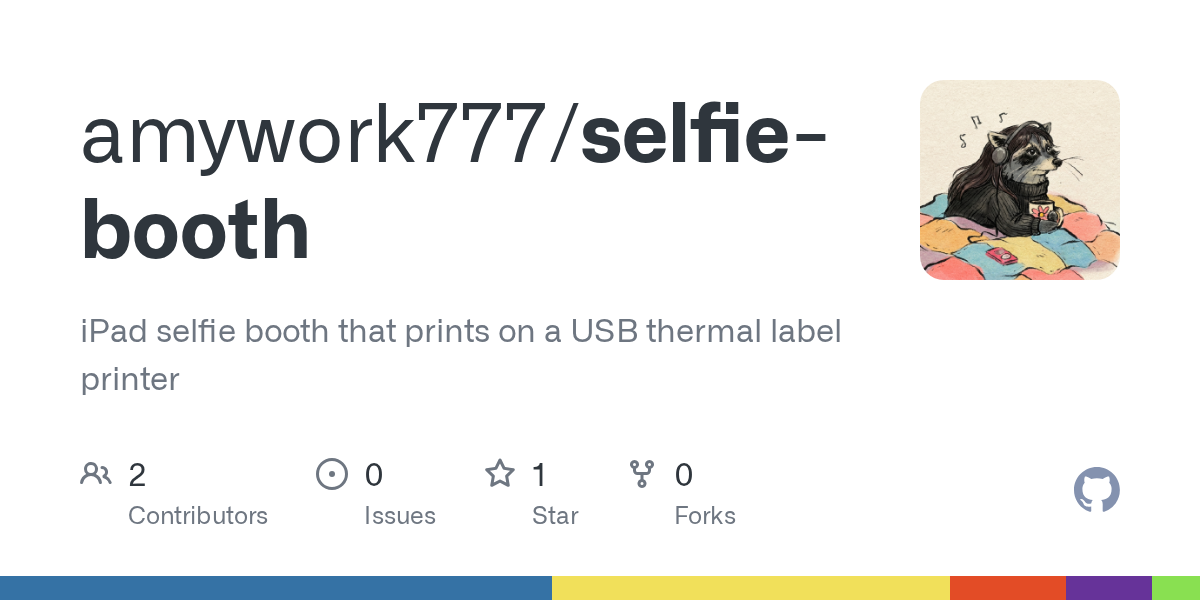 amywork777/selfie-
booth
iPad selfie booth that prints on a USB thermal label
printer
2
Contributors
0
Issues
1
Star
0
Forks